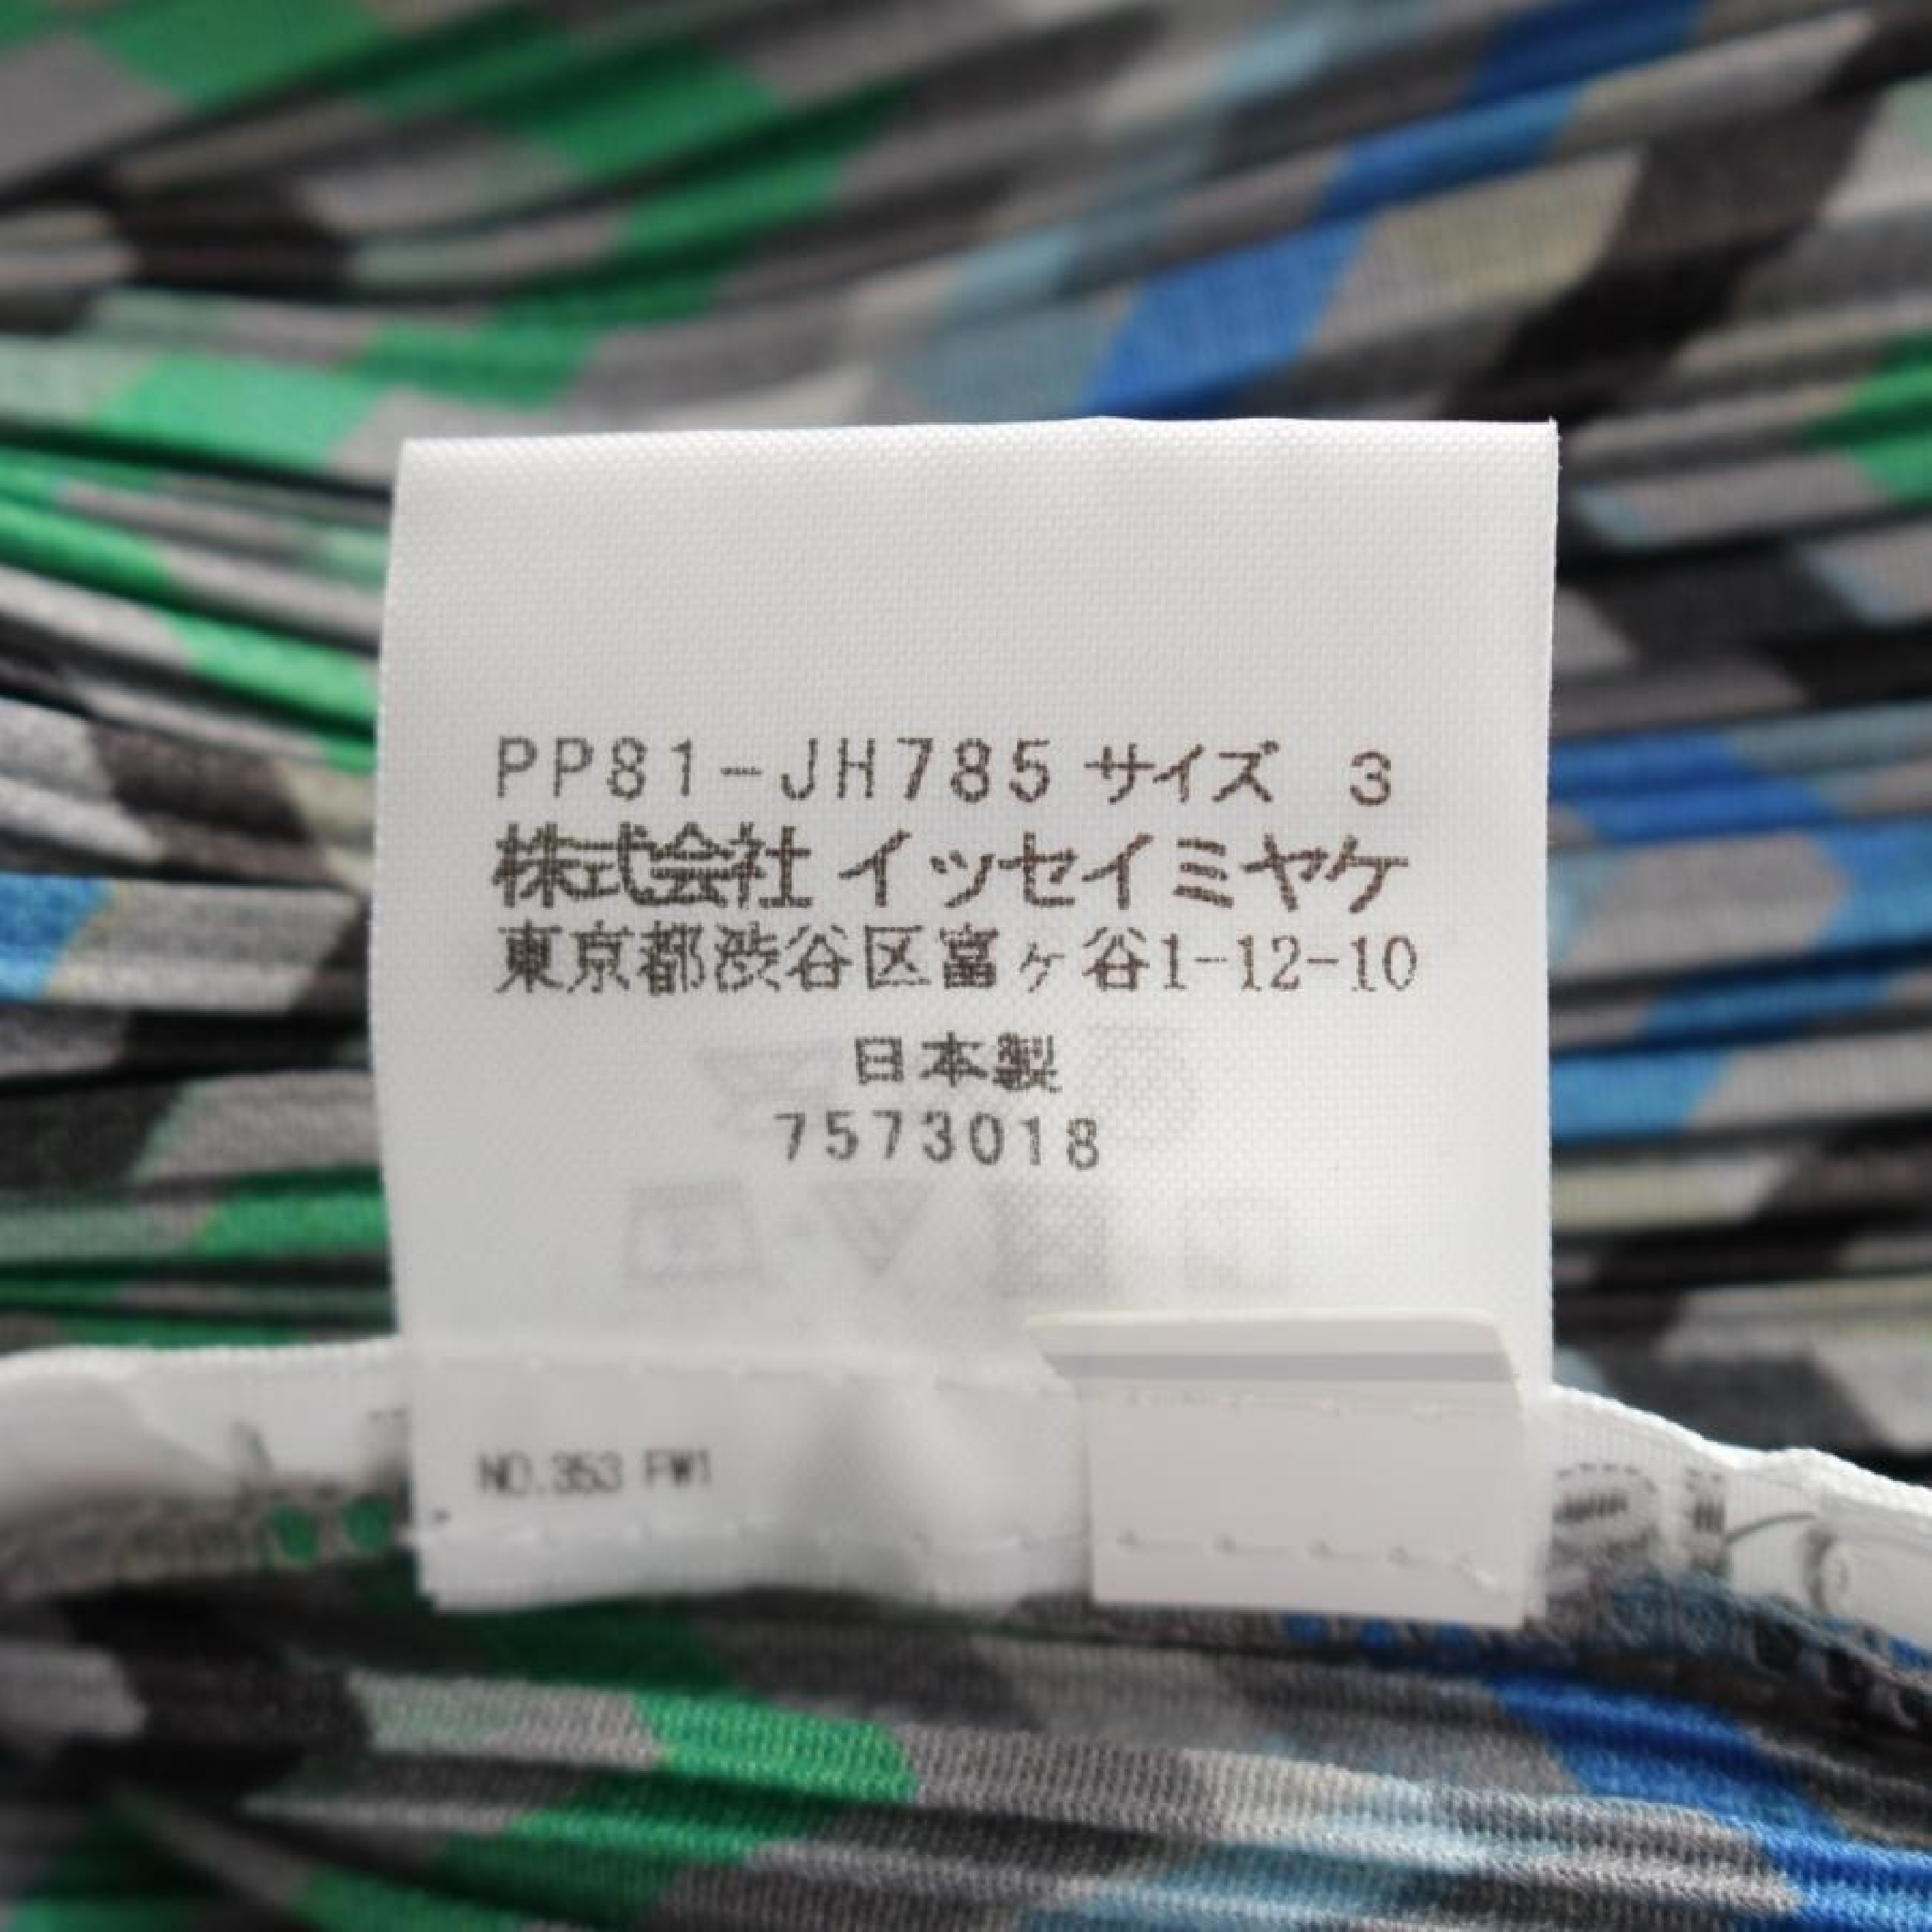 PP81-JH785 サイズ 3
株式会社 イッセイミヤケ
東京都渋谷区富ヶ谷1-12-10
日本製
7573018
NO.353 FW1